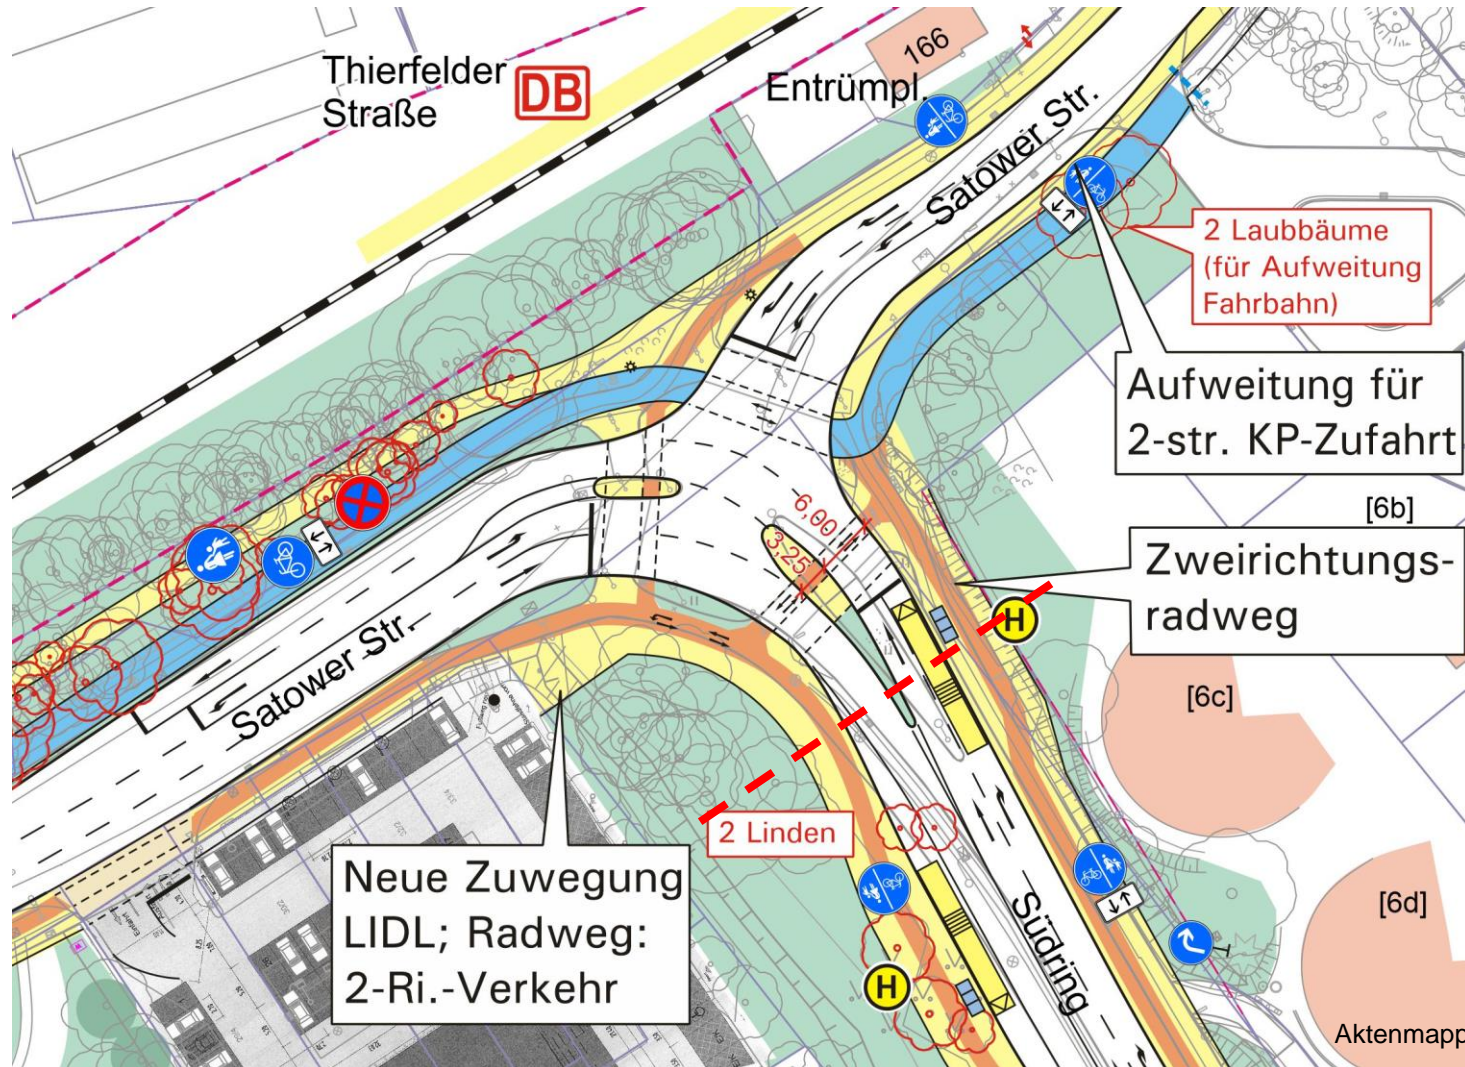 Thierfelder
Straße
DB
166
Entrümpl.
Satower Str.
2 Laubbäume
(für Aufweitung
Fahrbahn)
Aufweitung für
2-str. KP-Zufahrt
[6b]
6,00
3,25
Zweirichtungs-
radweg
H
[6c]
Satower Str.
2 Linden
Neue Zuwegung
LIDL; Radweg:
2-Ri.-Verkehr
H
Südring
[6d]
Aktenmapp